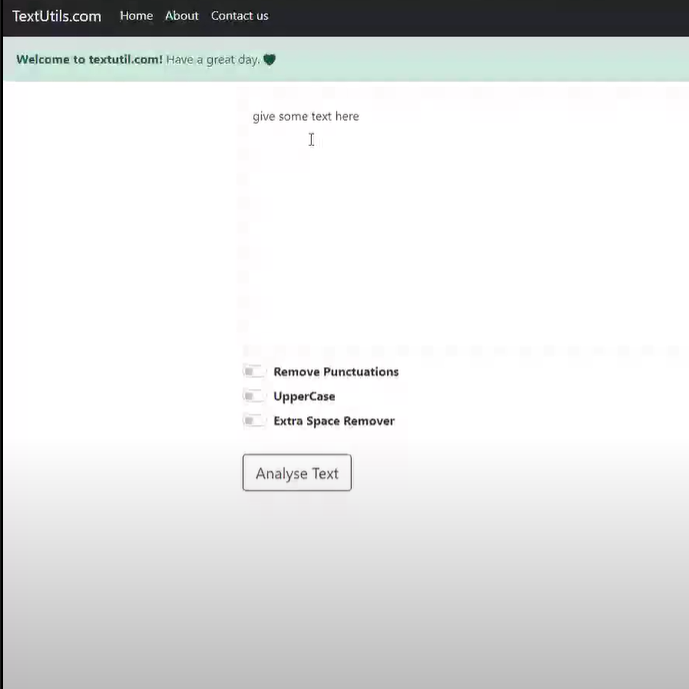 TextUtils.com Home About Contact us
Welcome to textutil.com! Have a great day.
give some text here
Remove Punctuations
UpperCase
Extra Space Remover
Analyse Text